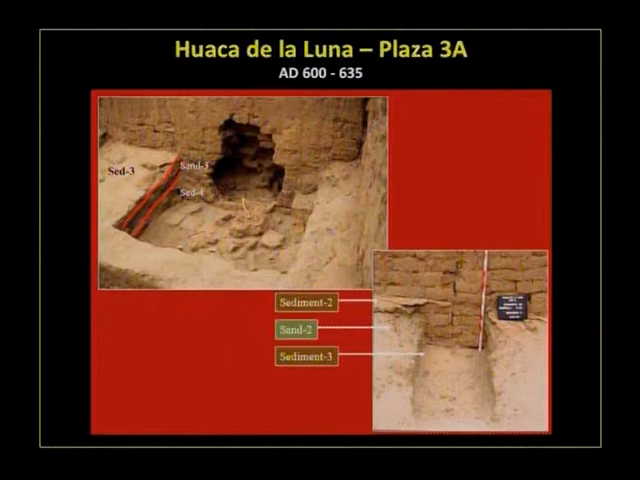 Huaca de la Luna – Plaza 3A
AD 600 - 635
Sed-3
Sand-3
Sed-4
Sediment-2
Sand-2
Sediment-3